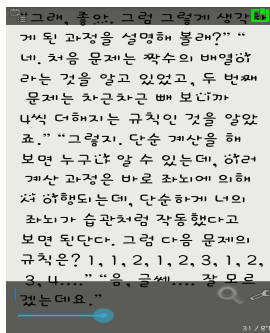 “그래, 좋아. 그럼 그렇게 생각하
게 된 과정을 설명해 볼래?” “
네. 처음 문제는 짝수의 배열이
라는 것을 알고 있었고, 두 번째
문제는 차근차근 빼 보니까
4씩 더해지는 규칙인 것을 알았
죠.” “그렇지. 단순 계산을 해
보면 누구나 알 수 있는데, 이러
계산 과정은 바로 좌뇌에 의해
서 이행되는데, 단순하게 너의
좌뇌가 습관처럼 작동했다고
보면 된단다. 그럼 다음 문제의
규칙은? 1, 1, 2, 1, 2, 3, 1, 2,
3, 4....” “음, 글쎄.... 잘 모르
겠는데요.”
31 / 87